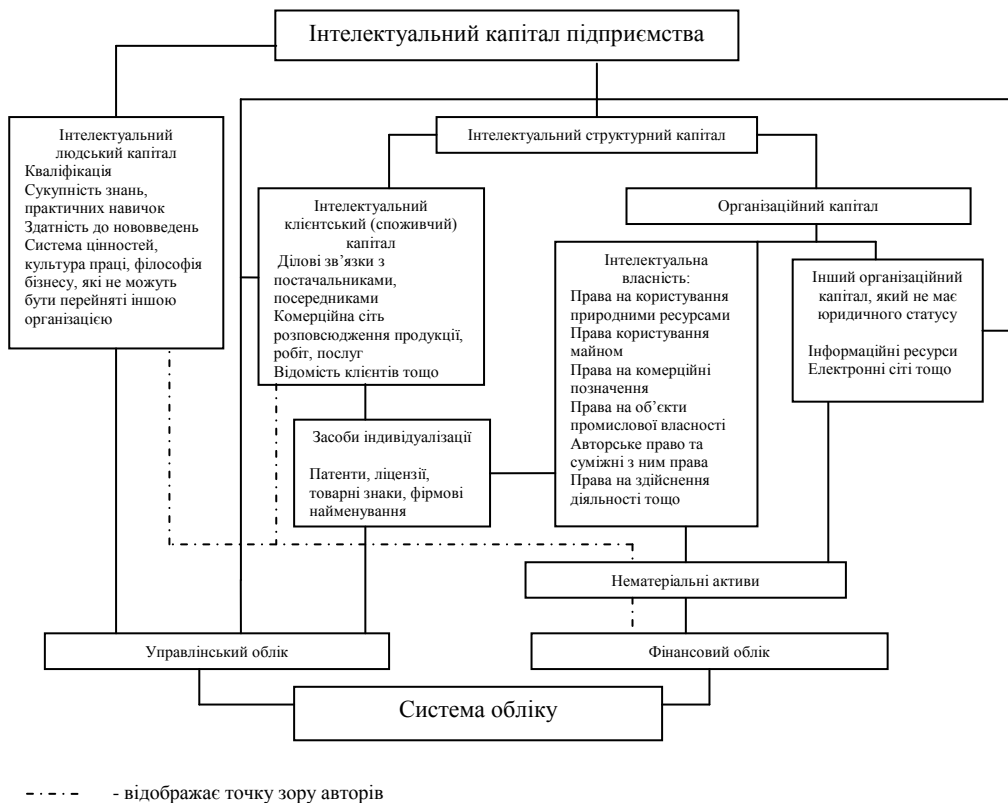 Інтелектуальний капітал підприємства
Інтелектуальний
людський капітал
Кваліфікація
Сукупність знань,
практичних навичок
Здатність до нововведень
Система цінностей,
культура праці, філософія
бізнесу, які не можуть
бути перейняті іншою
організацією
Інтелектуальний структурний капітал
Інтелектуальний
клієнтський (споживчий)
капітал
Ділові зв’язки з
постачальниками,
посередниками
Комерційна сіть
розповсюдження продукції,
робіт, послуг
Відомість клієнтів тощо
Організаційний капітал
Інтелектуальна
власність:
Права на користування
природними ресурсами
Права користування
майном
Права на комерційні
позначення
Права на об’єкти
промислової власності
Авторське право та
суміжні з ним права
Права на здійснення
діяльності тощо
Інший організаційний
капітал, який не має
юридичного статусу
Інформаційні ресурси
Електронні сіті тощо
Засоби індивідуалізації
Патенти, ліцензії,
товарні знаки, фірмові
найменування
Нематеріальні активи
Управлінський облік
Фінансовий облік
Система обліку
- відображає точку зору авторів